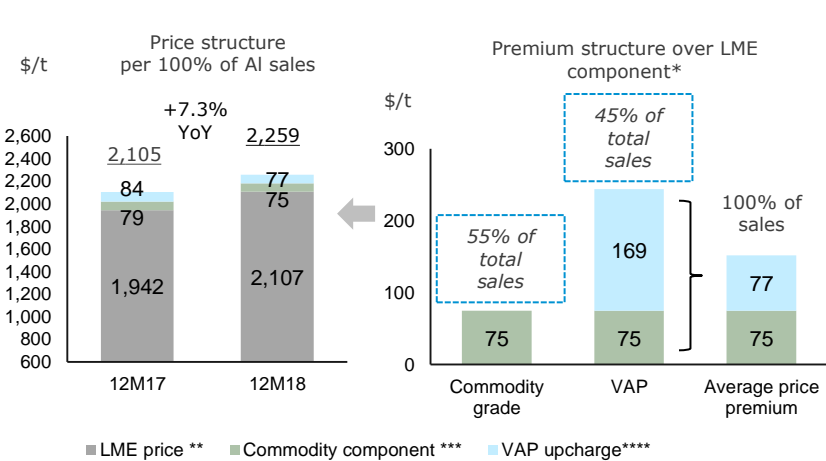 Price structure
per 100% of Al sales
$/t
+7.3%
YoY
2,600
2,400
2,200
2,000
1,800
1,600
1,400
1,200
1,000
800
600
2,105
84
79
1,942
2,259
77
75
2,107
12M17
12M18
Premium structure over LME
component*
$/t
300
200
100
0
55% of
total
sales
75
45% of
total
sales
169
75
100% of
sales
77
75
Commodity
grade
VAP
Average price
premium
LME price **
Commodity component ***
VAP upcharge****